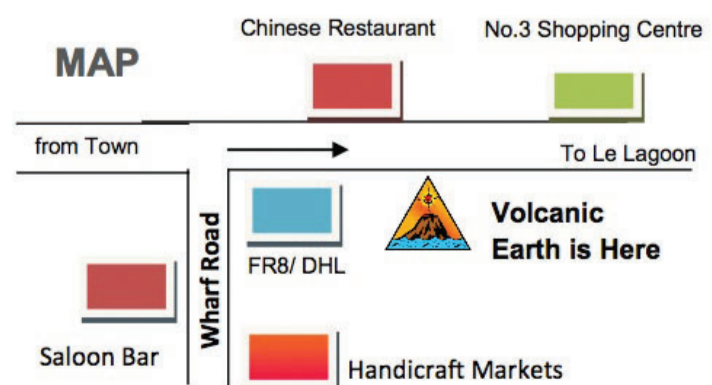 Chinese Restaurant
No.3 Shopping Centre
MAP
from Town
To Le Lagoon
Volcanic
Earth is Here
Wharf Road
FR8/ DHL
Saloon Bar
Handicraft Markets